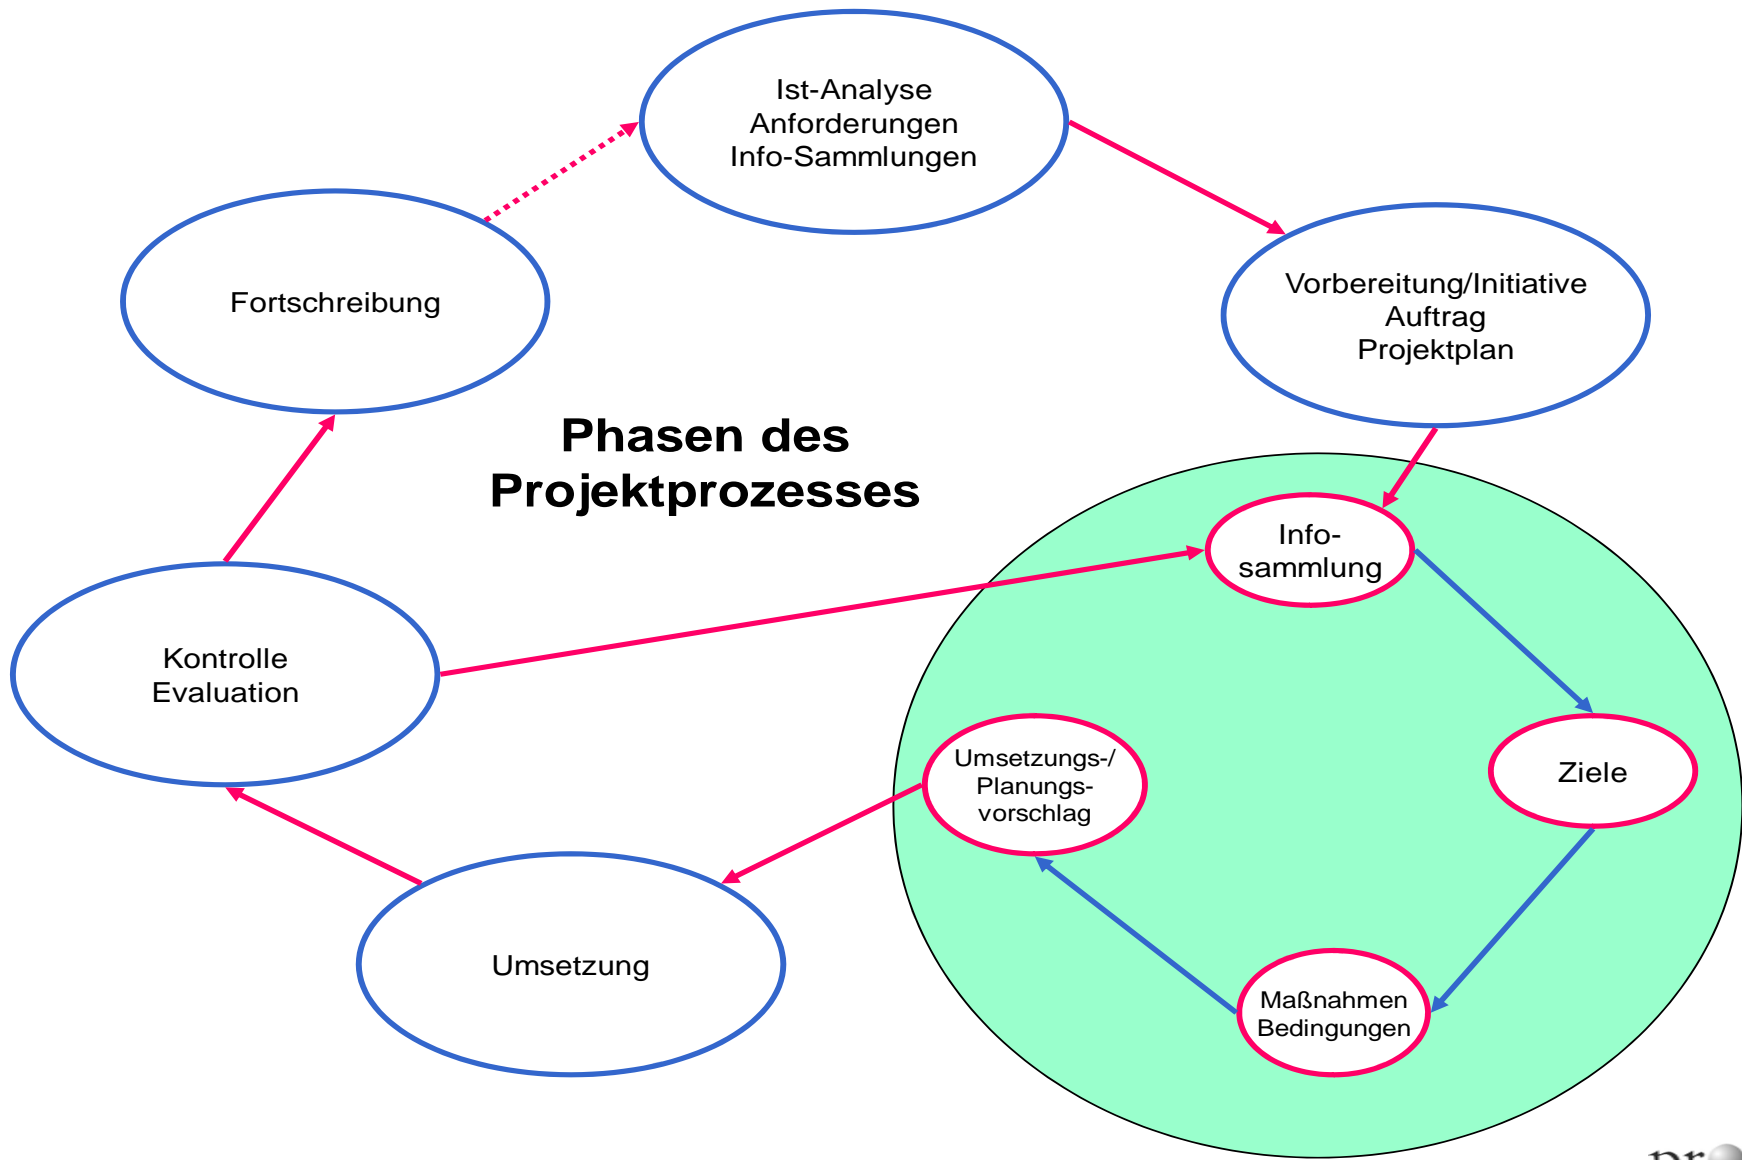 Ist-Analyse
Anforderungen
Info-Sammlungen
Fortschreibung
Vorbereitung/Initiative
Auftrag
Projektplan
Phasen des
Projektprozesses
Info-
sammlung
Kontrolle
Evaluation
Umsetzungs-/
Planungs-
vorschlag
Ziele
Umsetzung
Maßnahmen
Bedingungen